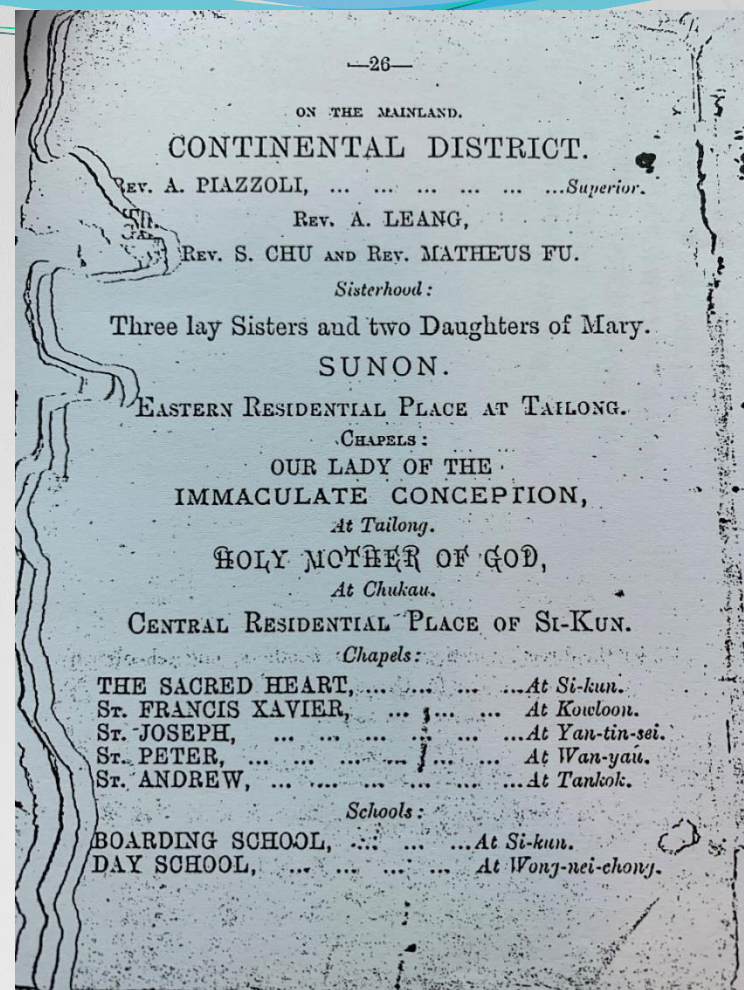 —26—
ON THE MAINLAND.
CONTINENTAL DISTRICT.
REV. A. PIAZZOLI, ... ... ... ... ... ...Superior.
REV. A. LEANG,
REV. S. CHU AND REV. MATHEUS FU.
Sisterhood:
Three lay Sisters and two Daughters of Mary.
SUNON.
EASTERN RESIDENTIAL PLACE AT TAILONG.
CHAPELS:
OUR LADY OF THE
IMMACULATE CONCEPTION,
At Tailong.
HOLY MOTHER OF GOD,
At Chukau.
CENTRAL RESIDENTIAL PLACE OF SI-KUN.
Chapels:
THE SACRED HEART, ... ... ... ...At Si-kun.
ST. FRANCIS XAVIER, ... ... ... ... At Kowloon.
ST. JOSEPH, ... ... ... ... ... ...At Yan-tin-sei.
ST. PETER, ... ... ... ... ... ... At Wan-yau.
ST. ANDREW, ... ... ... ... ... ...At Tankok.
Schools:
BOARDING SCHOOL, ... ... ...At Si-kun.
DAY SCHOOL, ... ... ... ... At Wong-nei-chong.